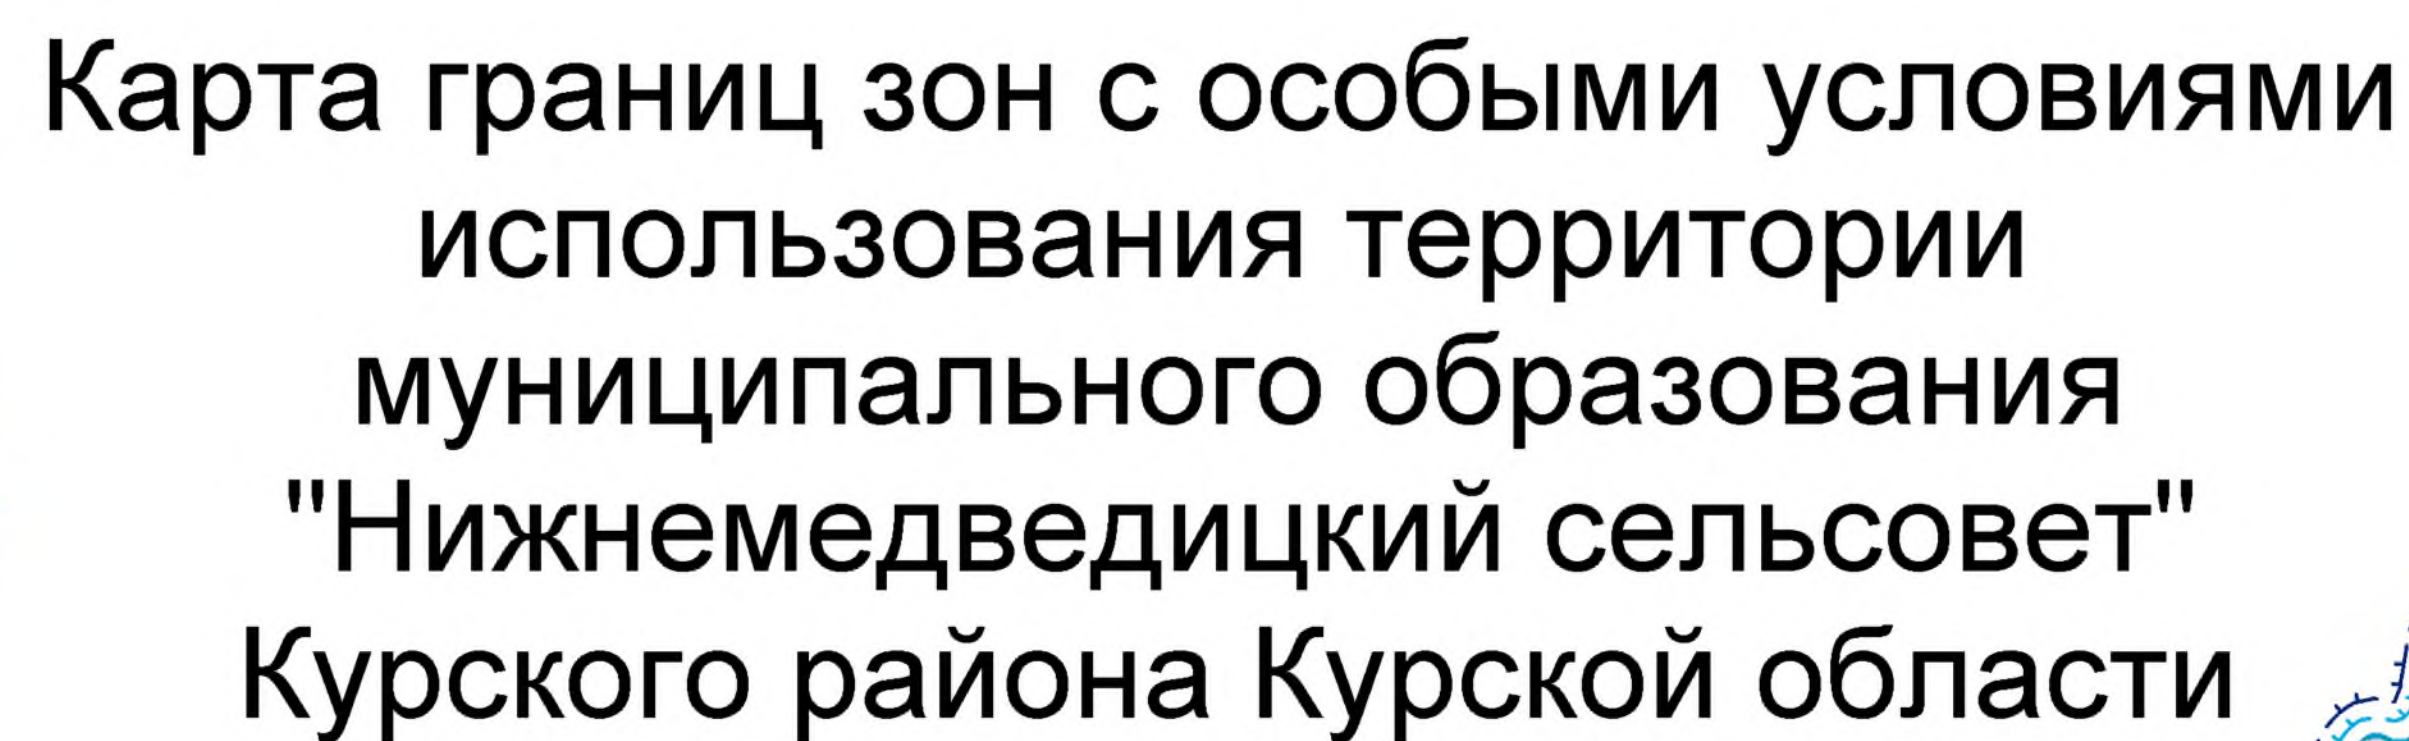 Карта границ зон с особыми условиями
использования территории
муниципального образования
"Нижнемедведицкий сельсовет"
Курского района Курской области